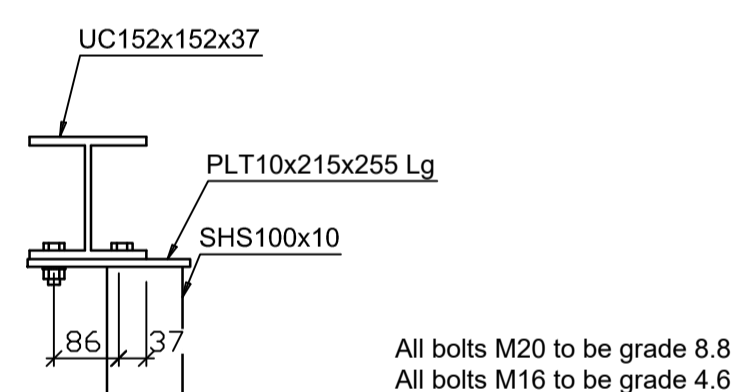 UC152x152x37
PLT10x215x255 Lg
SHS100x10
86 37
All bolts M20 to be grade 8.8
All bolts M16 to be grade 4.6